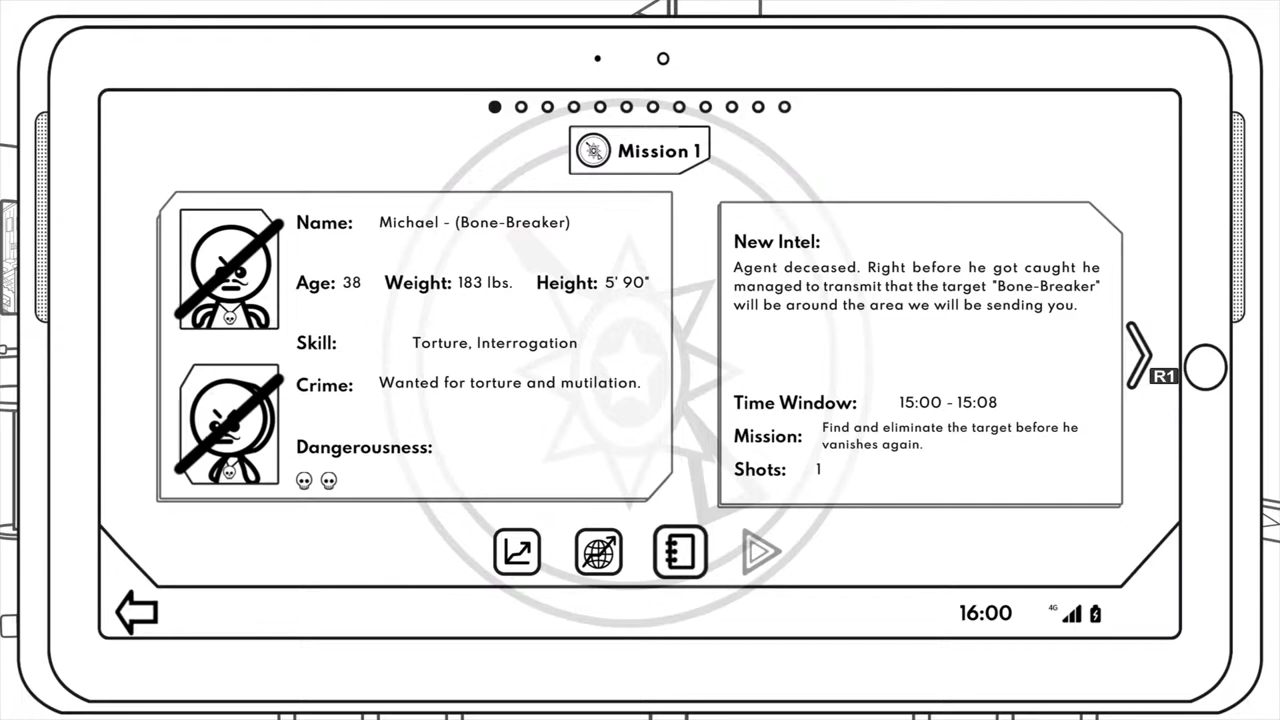 Mission 1
Name: Michael - (Bone-Breaker)
Age: 38 Weight: 183 lbs. Height: 5' 90"
Skill: Torture, Interrogation
Crime: Wanted for torture and mutilation.
Dangerousness:
New Intel:
Agent deceased. Right before he got caught he
managed to transmit that the target "Bone-Breaker"
will be around the area we will be sending you.
Time Window: 15:00 - 15:08
Mission: Find and eliminate the target before he
vanishes again.
Shots: 1
R1
16:00 4G